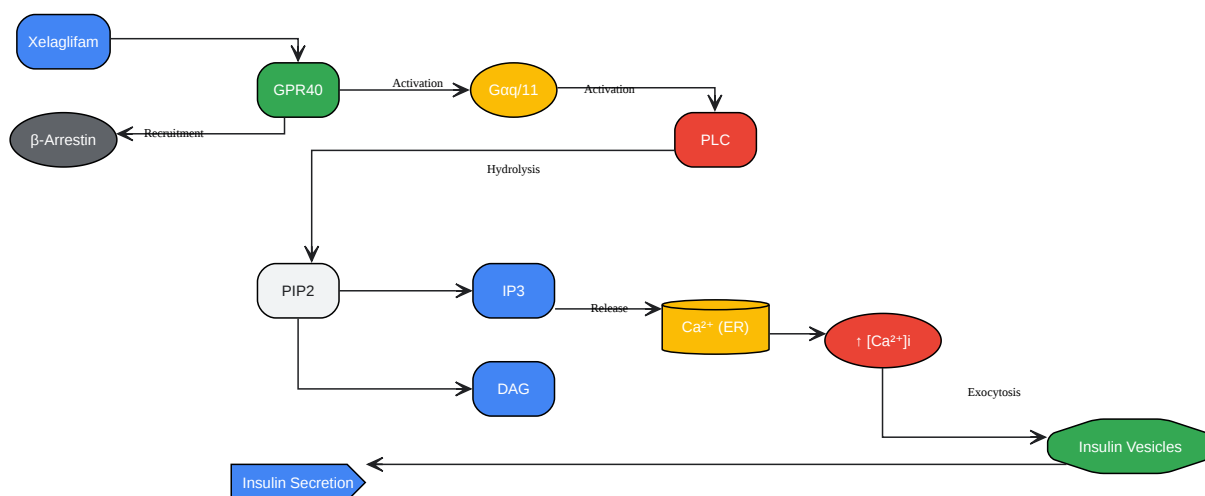 Xelaglifam
GPR40
Activation
Gαq/11
Activation
β-Arrestin
Recruitment
PLC
Hydrolysis
PIP2
IP3
Release
Ca²⁺ (ER)
↑ [Ca²⁺]i
DAG
Exocytosis
Insulin Vesicles
Insulin Secretion